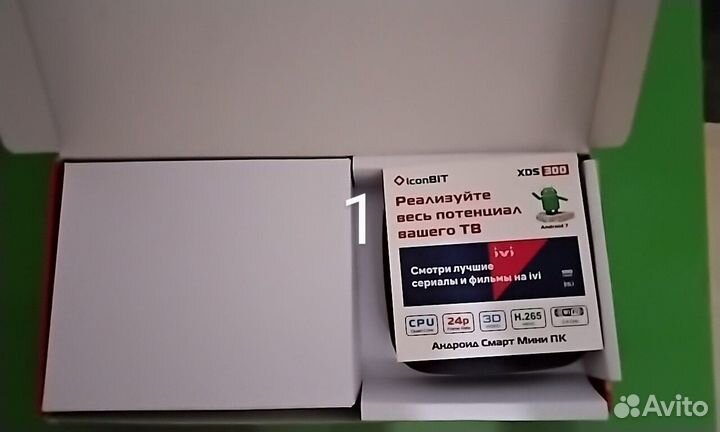 IconBIT
XDS 300
Реализуйте
весь потенциал
вашего ТВ
Android 7
1
ivi
Смотри лучшие
сериалы и фильмы на ivi
CPU
24p
3D
H.265
Андроид Смарт Мини ПК
Avito